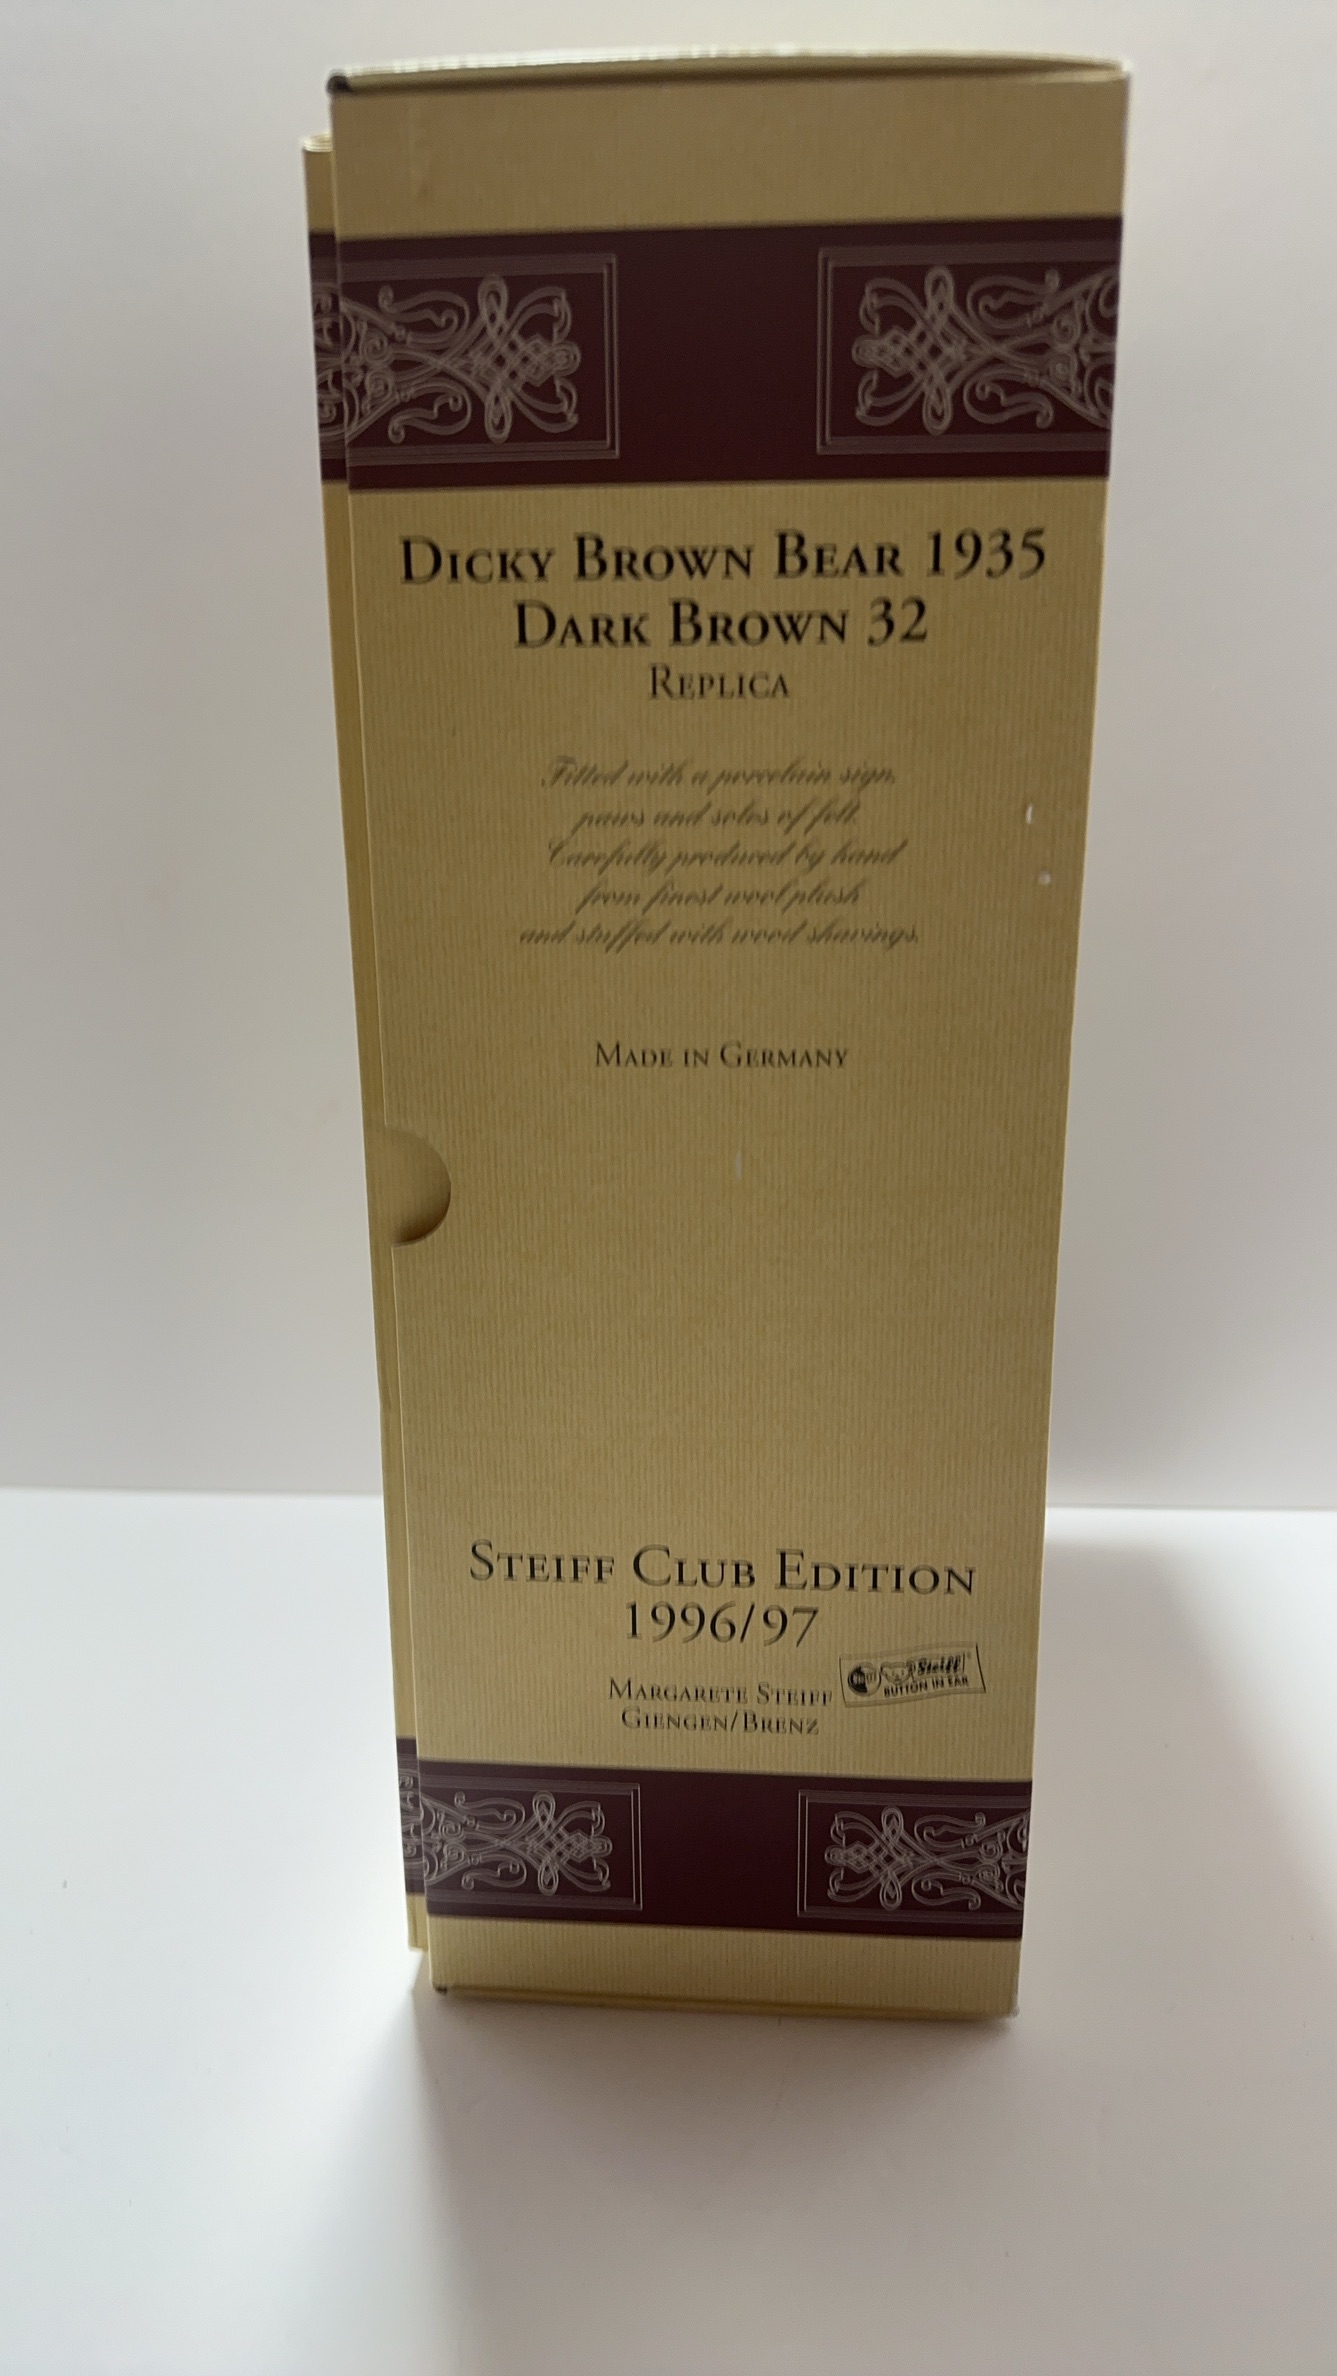 DICKY BROWN BEAR 1935
DARK BROWN 32
REPLICA
Fitted with a porcelain sign,
paws and soles of felt.
Carefully produced by hand
from finest wool plush
and stuffed with wood shavings.
MADE IN GERMANY
STEIFF CLUB EDITION
1996/97
MARGARETE STEIFF
GIENGEN/BRENZ
Steiff
BUTTON IN EAR